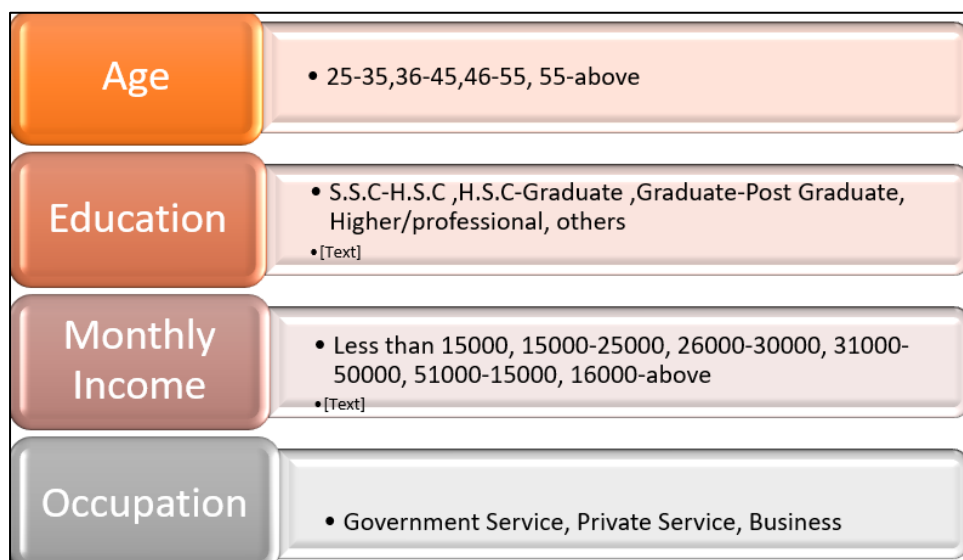 Age
• 25-35,36-45,46-55, 55-above
Education
• S.S.C-H.S.C ,H.S.C-Graduate ,Graduate-Post Graduate,
Higher/professional, others
• [Text]
Monthly
Income
• Less than 15000, 15000-25000, 26000-30000, 31000-
50000, 51000-15000, 16000-above
• [Text]
Occupation
• Government Service, Private Service, Business